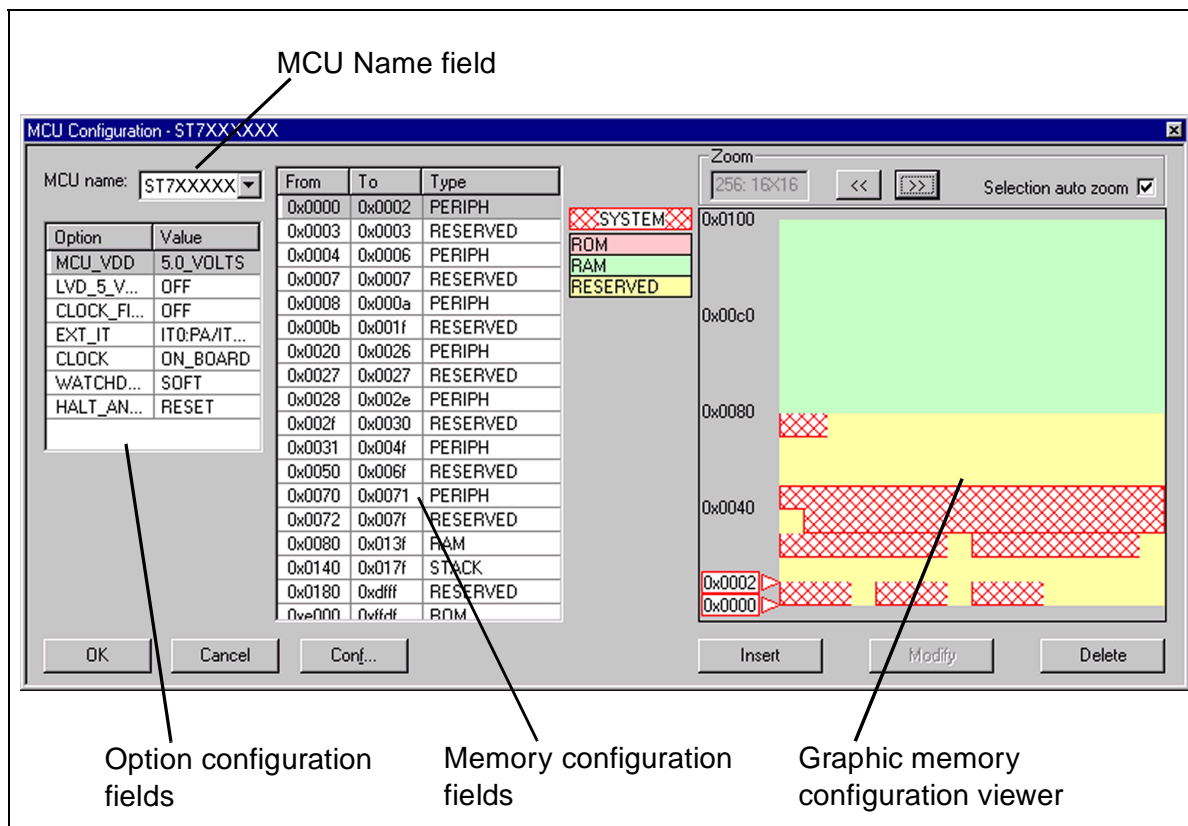 MCU Name field
MCU Configuration - ST7XXXXXX
MCU name: ST7XXXXX
Option Value
MCU_VDD 5.0_VOLTS
LVD_5_V... OFF
CLOCK_FI... OFF
EXT_IT IT0:PA/IT...
CLOCK ON_BOARD
WATCHD... SOFT
HALT_AN... RESET
From To Type
0x0000 0x0002 PERIPH
0x0003 0x0003 RESERVED
0x0004 0x0006 PERIPH
0x0007 0x0007 RESERVED
0x0008 0x000a PERIPH
0x000b 0x001f RESERVED
0x0020 0x0026 PERIPH
0x0027 0x0027 RESERVED
0x0028 0x002e PERIPH
0x002f 0x0030 RESERVED
0x0031 0x004f PERIPH
0x0050 0x006f RESERVED
0x0070 0x0071 PERIPH
0x0072 0x007f RESERVED
0x0080 0x013f RAM
0x0140 0x017f STACK
0x0180 0xdfff RESERVED
0xe000 0xffdf ROM
SYSTEM
ROM
RAM
RESERVED
Zoom
256: 16X16 << >> Selection auto zoom
0x0100
0x00c0
0x0080
0x0040
0x0002
0x0000
OK Cancel Conf... Insert Modify Delete
Option configuration
fields
Memory configuration
fields
Graphic memory
configuration viewer